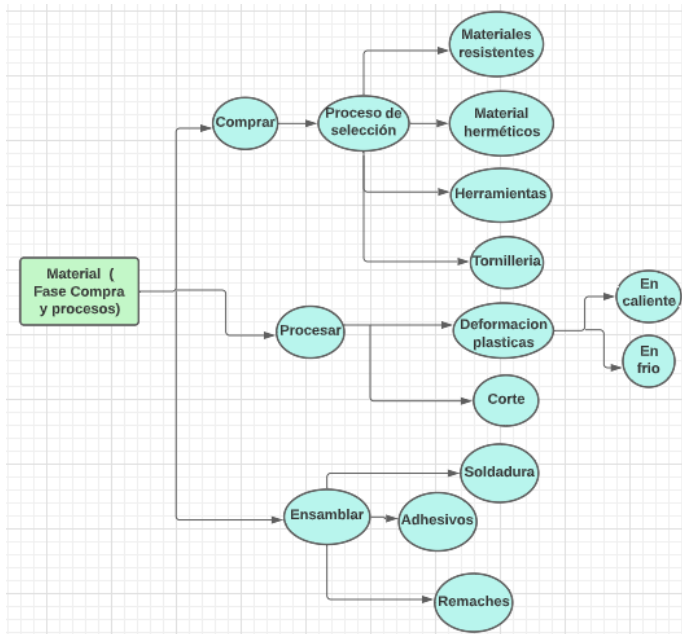 Materiales
resistentes
Comprar
Proceso de
selección
Material
herméticos
Herramientas
Tornilleria
Material (
Fase Compra
y procesos)
Procesar
Deformacion
plasticas
En
caliente
En
frio
Corte
Soldadura
Ensamblar
Adhesivos
Remaches